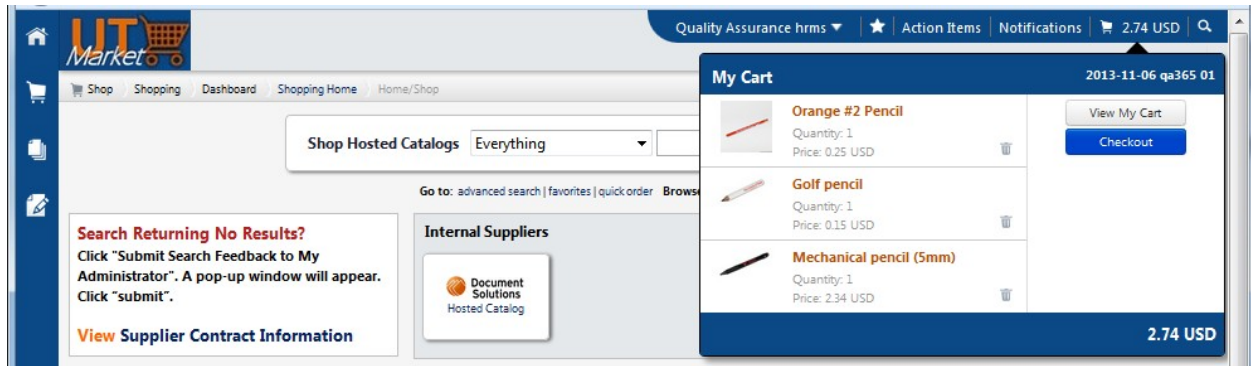 UT
Market
Quality Assurance hrms
Action Items
Notifications
2.74 USD
Shop
Shopping
Dashboard
Shopping Home
Home/Shop
Shop Hosted Catalogs
Everything
Go to: advanced search | favorites | quick order Browse
Search Returning No Results?
Click "Submit Search Feedback to My
Administrator". A pop-up window will appear.
Click "submit".
View Supplier Contract Information
Internal Suppliers
Document
Solutions
Hosted Catalog
My Cart
2013-11-06 qa365 01
Orange #2 Pencil
Quantity: 1
Price: 0.25 USD
Golf pencil
Quantity: 1
Price: 0.15 USD
Mechanical pencil (5mm)
Quantity: 1
Price: 2.34 USD
View My Cart
Checkout
2.74 USD